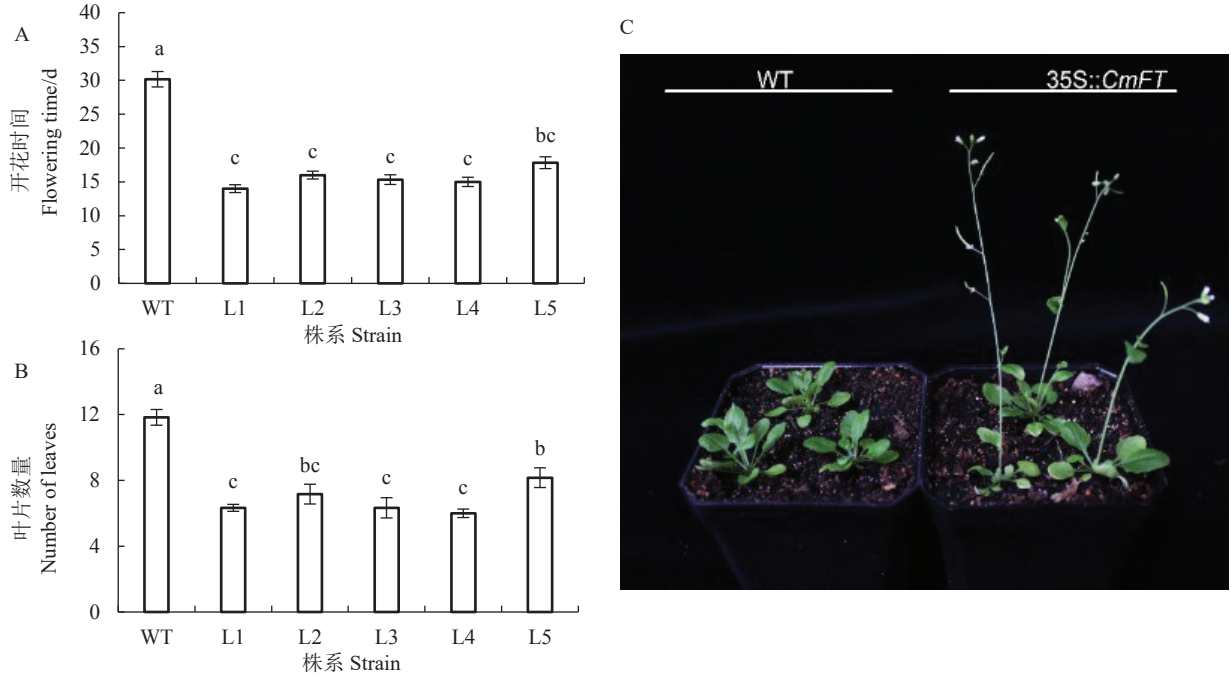 A
开花时间
Flowering time/d
40
35
30
25
20
15
10
5
0
a
c
c
c
c
bc
WT
L1
L2
L3
L4
L5
株系 Strain
B
叶片数量
Number of leaves
16
12
8
4
0
a
c
bc
c
c
b
WT
L1
L2
L3
L4
L5
株系 Strain
C
WT
35S::CmFT